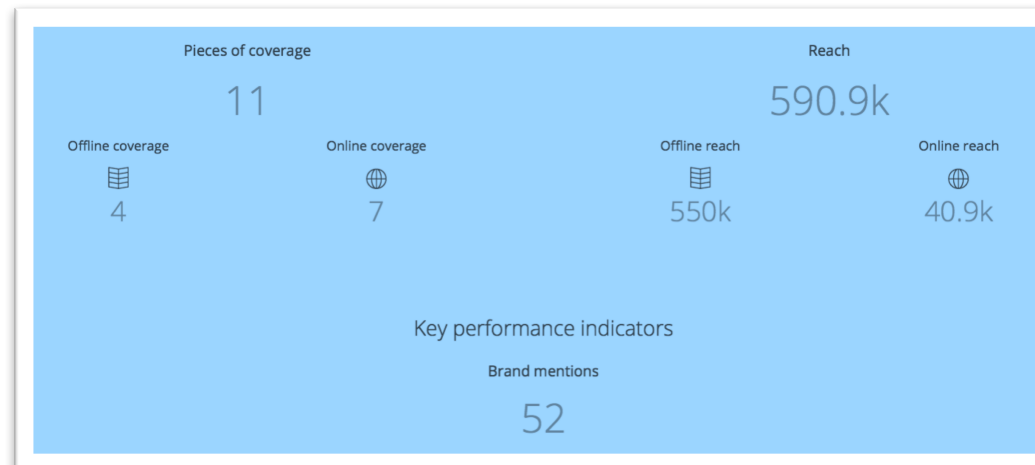 Pieces of coverage
Reach
11
590.9k
Offline coverage
Online coverage
Offline reach
Online reach
4
7
550k
40.9k
Key performance indicators
Brand mentions
52